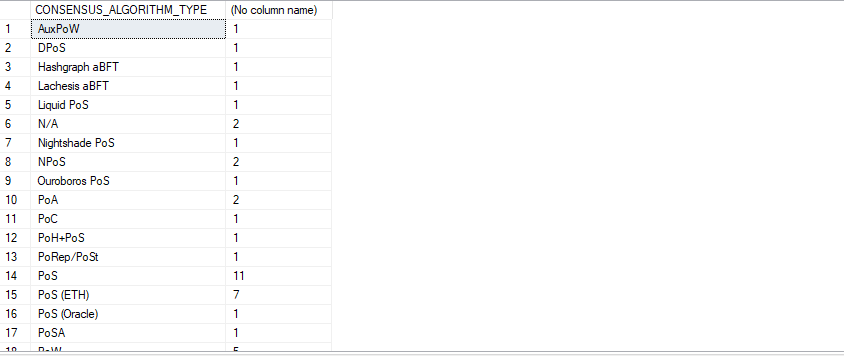 CONSENSUS_ALGORITHM_TYPE (No column name)
1 AuxPoW 1
2 DPoS 1
3 Hashgraph aBFT 1
4 Lachesis aBFT 1
5 Liquid PoS 1
6 N/A 2
7 Nightshade PoS 1
8 NPoS 2
9 Ouroboros PoS 1
10 PoA 2
11 PoC 1
12 PoH+PoS 1
13 PoRep/PoSt 1
14 PoS 11
15 PoS (ETH) 7
16 PoS (Oracle) 1
17 PoSA 1
18 PoW 5